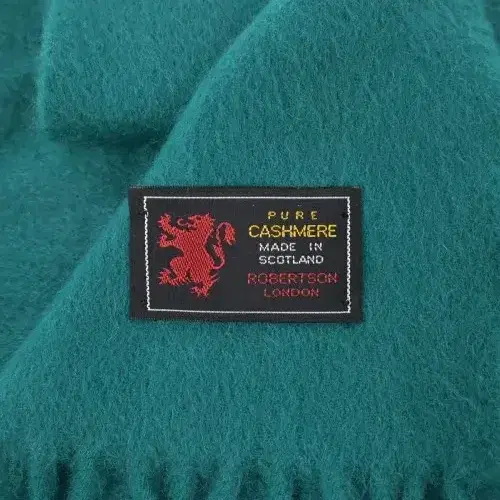 PURE
CASHMERE
MADE IN
SCOTLAND
ROBERTSON
LONDON